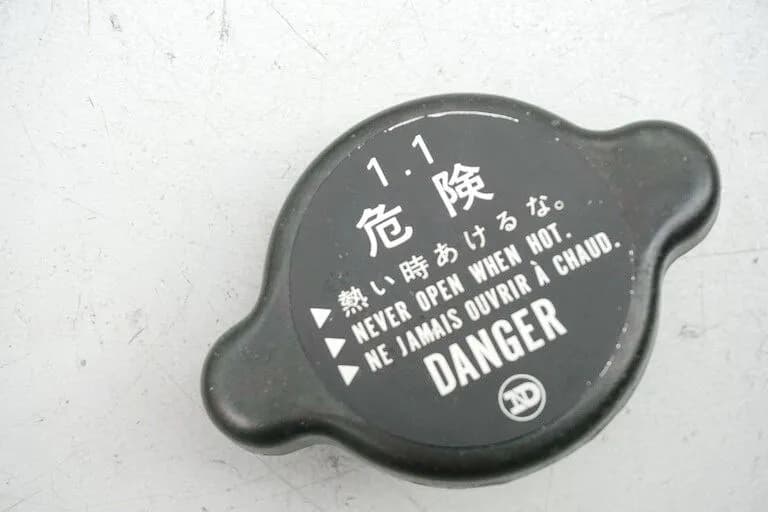 1.1
危険
▶熱い時あけるな。
▶NEVER OPEN WHEN HOT.
▶NE JAMAIS OUVRIR À CHAUD.
DANGER
ND